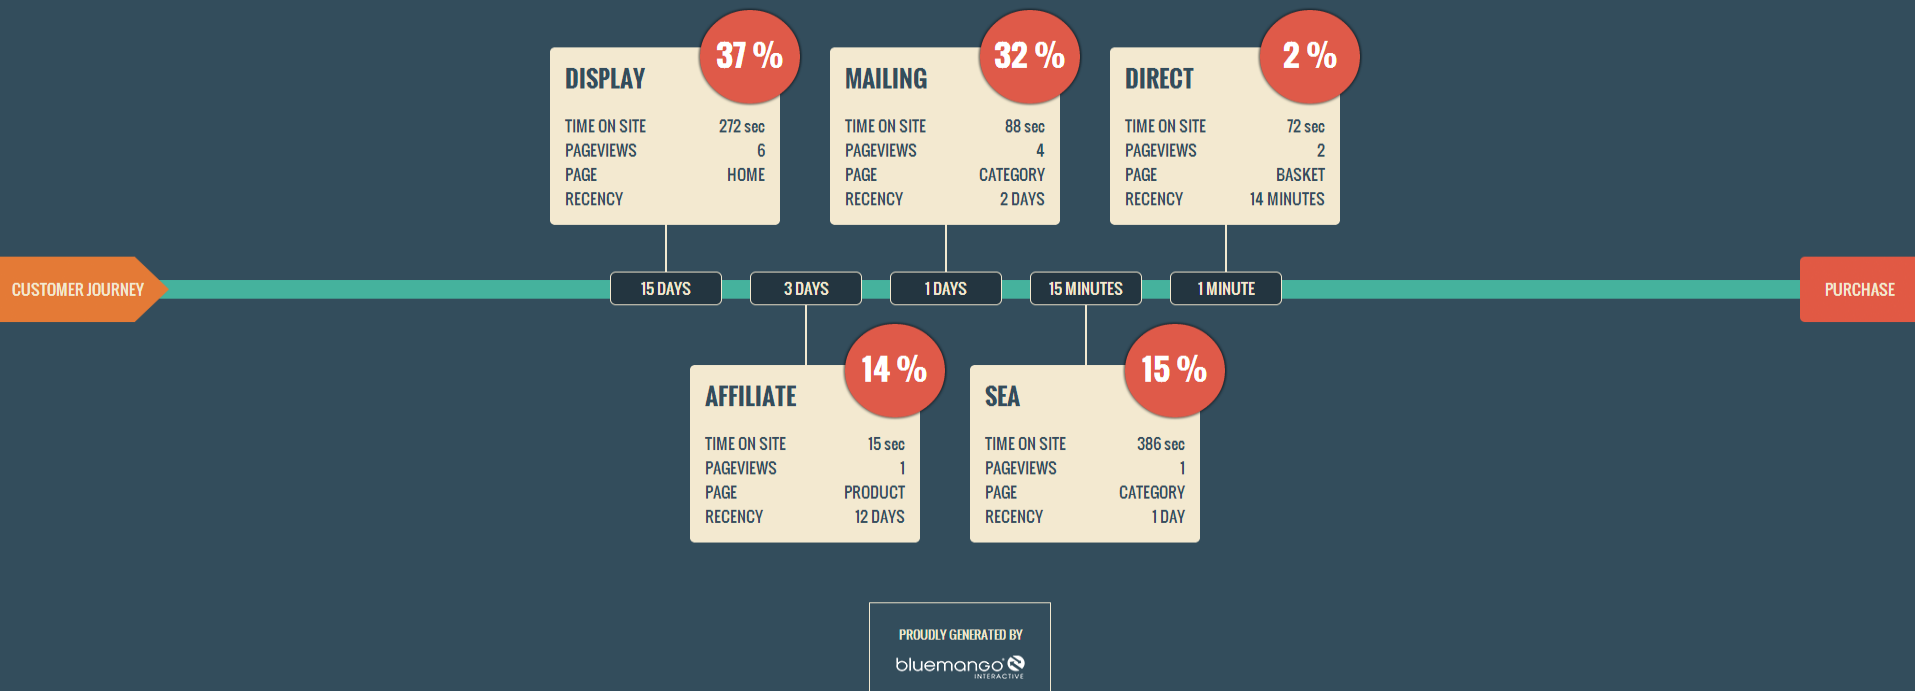 37 %
DISPLAY
TIME ON SITE 272 sec
PAGEVIEWS 6
PAGE HOME
RECENCY
32 %
MAILING
TIME ON SITE 88 sec
PAGEVIEWS 4
PAGE CATEGORY
RECENCY 2 DAYS
2 %
DIRECT
TIME ON SITE 72 sec
PAGEVIEWS 2
PAGE BASKET
RECENCY 14 MINUTES
CUSTOMER JOURNEY
15 DAYS
3 DAYS
1 DAYS
15 MINUTES
1 MINUTE
PURCHASE
14 %
AFFILIATE
TIME ON SITE 15 sec
PAGEVIEWS 1
PAGE PRODUCT
RECENCY 12 DAYS
15 %
SEA
TIME ON SITE 386 sec
PAGEVIEWS 1
PAGE CATEGORY
RECENCY 1 DAY
PROUDLY GENERATED BY
bluemango
INTERACTIVE